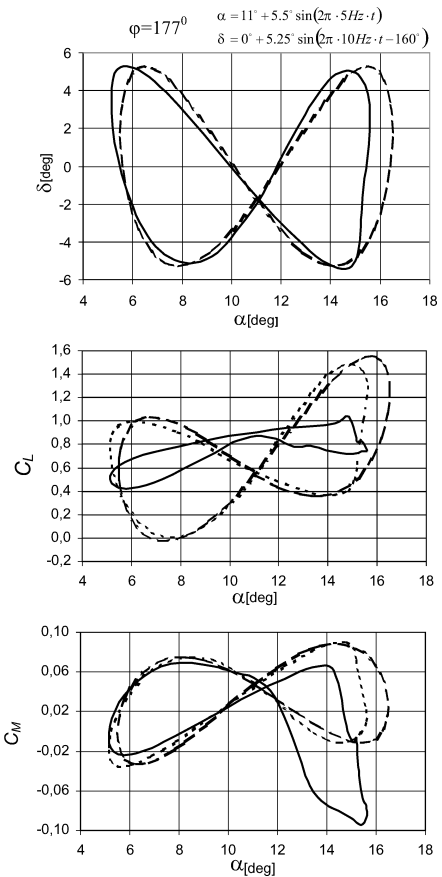 φ=177⁰
α = 11° + 5.5° sin(2π · 5Hz · t)
δ = 0° + 5.25° sin(2π · 10Hz · t − 160°)
6
4
2
0
-2
-4
-6
δ[deg]
4 6 8 10 12 14 16 18
α[deg]
1,6
1,4
1,2
1,0
0,8
0,6
0,4
0,2
0,0
-0,2
C_L
4 6 8 10 12 14 16 18
α[deg]
0,10
0,06
0,02
-0,02
-0,06
-0,10
C_M
4 6 8 10 12 14 16 18
α[deg]